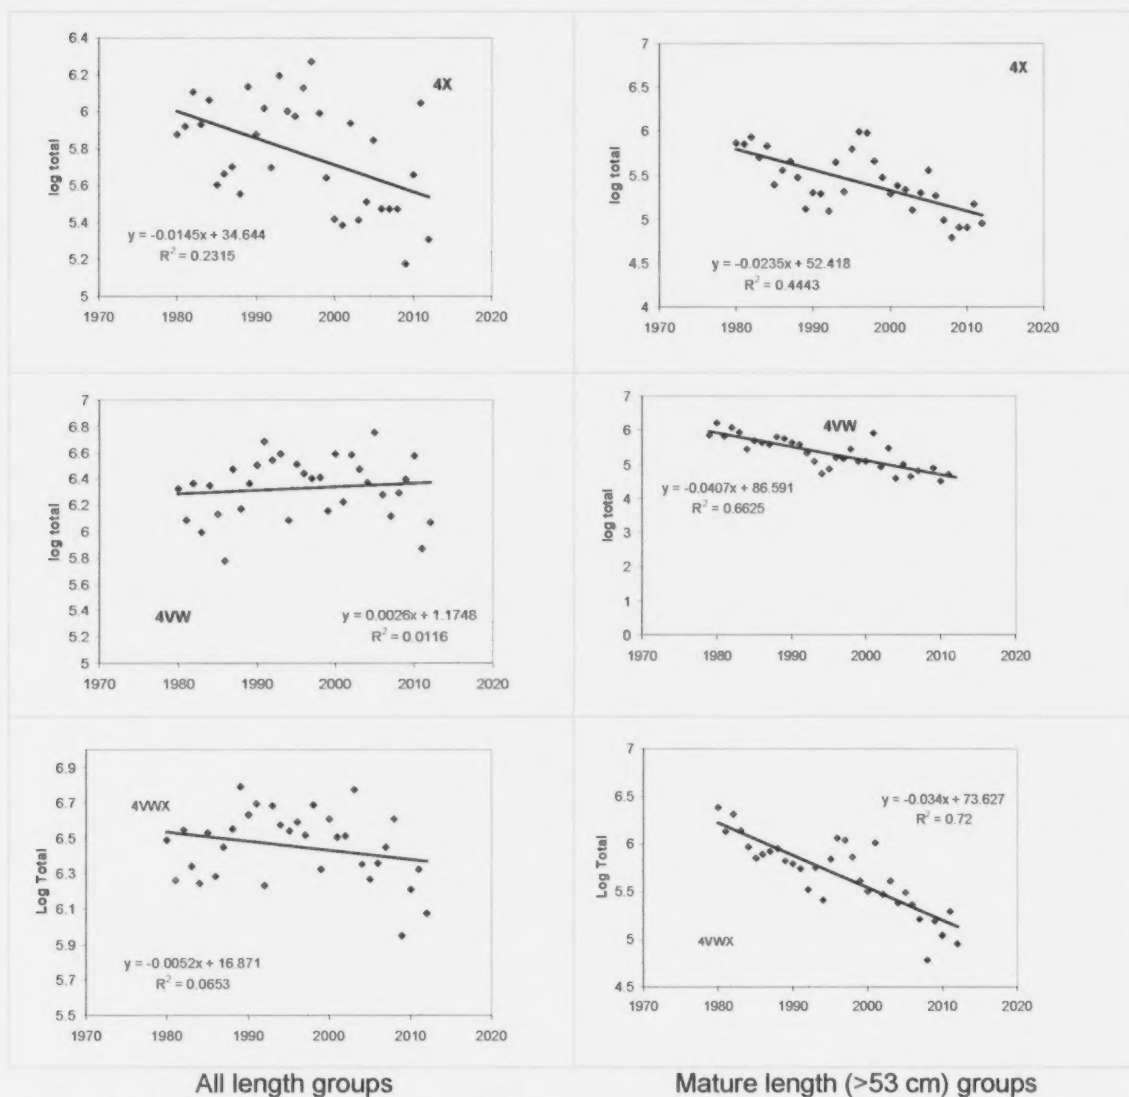 6.4
6.2
6
5.8
5.6
5.4
5.2
5
log total
4X
y = -0.0145x + 34.644
R² = 0.2315
1970 1980 1990 2000 2010 2020
7
6.5
6
5.5
5
4.5
4
log total
4X
y = -0.0235x + 52.418
R² = 0.4443
1970 1980 1990 2000 2010 2020
7
6.8
6.6
6.4
6.2
6
5.8
5.6
5.4
5.2
5
log total
4VW
y = 0.0026x + 1.1748
R² = 0.0116
1970 1980 1990 2000 2010 2020
7
6
5
4
3
2
1
0
log total
4VW
y = -0.0407x + 86.591
R² = 0.6625
1970 1980 1990 2000 2010 2020
6.9
6.7
6.5
6.3
6.1
5.9
5.7
5.5
Log Total
4VWX
y = -0.0052x + 16.871
R² = 0.0653
1970 1980 1990 2000 2010 2020
7
6.5
6
5.5
5
4.5
Log Total
y = -0.034x + 73.627
R² = 0.72
4VWX
1970 1980 1990 2000 2010 2020
All length groups
Mature length (>53 cm) groups